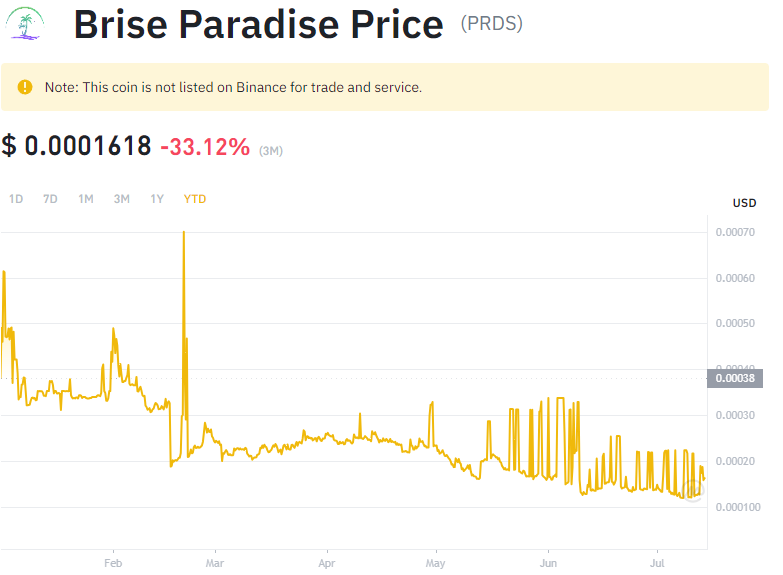 Brise Paradise Price (PRDS)
Note: This coin is not listed on Binance for trade and service.
$ 0.0001618 -33.12% (3M)
1D 7D 1M 3M 1Y YTD
USD
0.00070
0.00060
0.00050
0.00040
0.00038
0.00030
0.00020
0.000100
Feb Mar Apr May Jun Jul